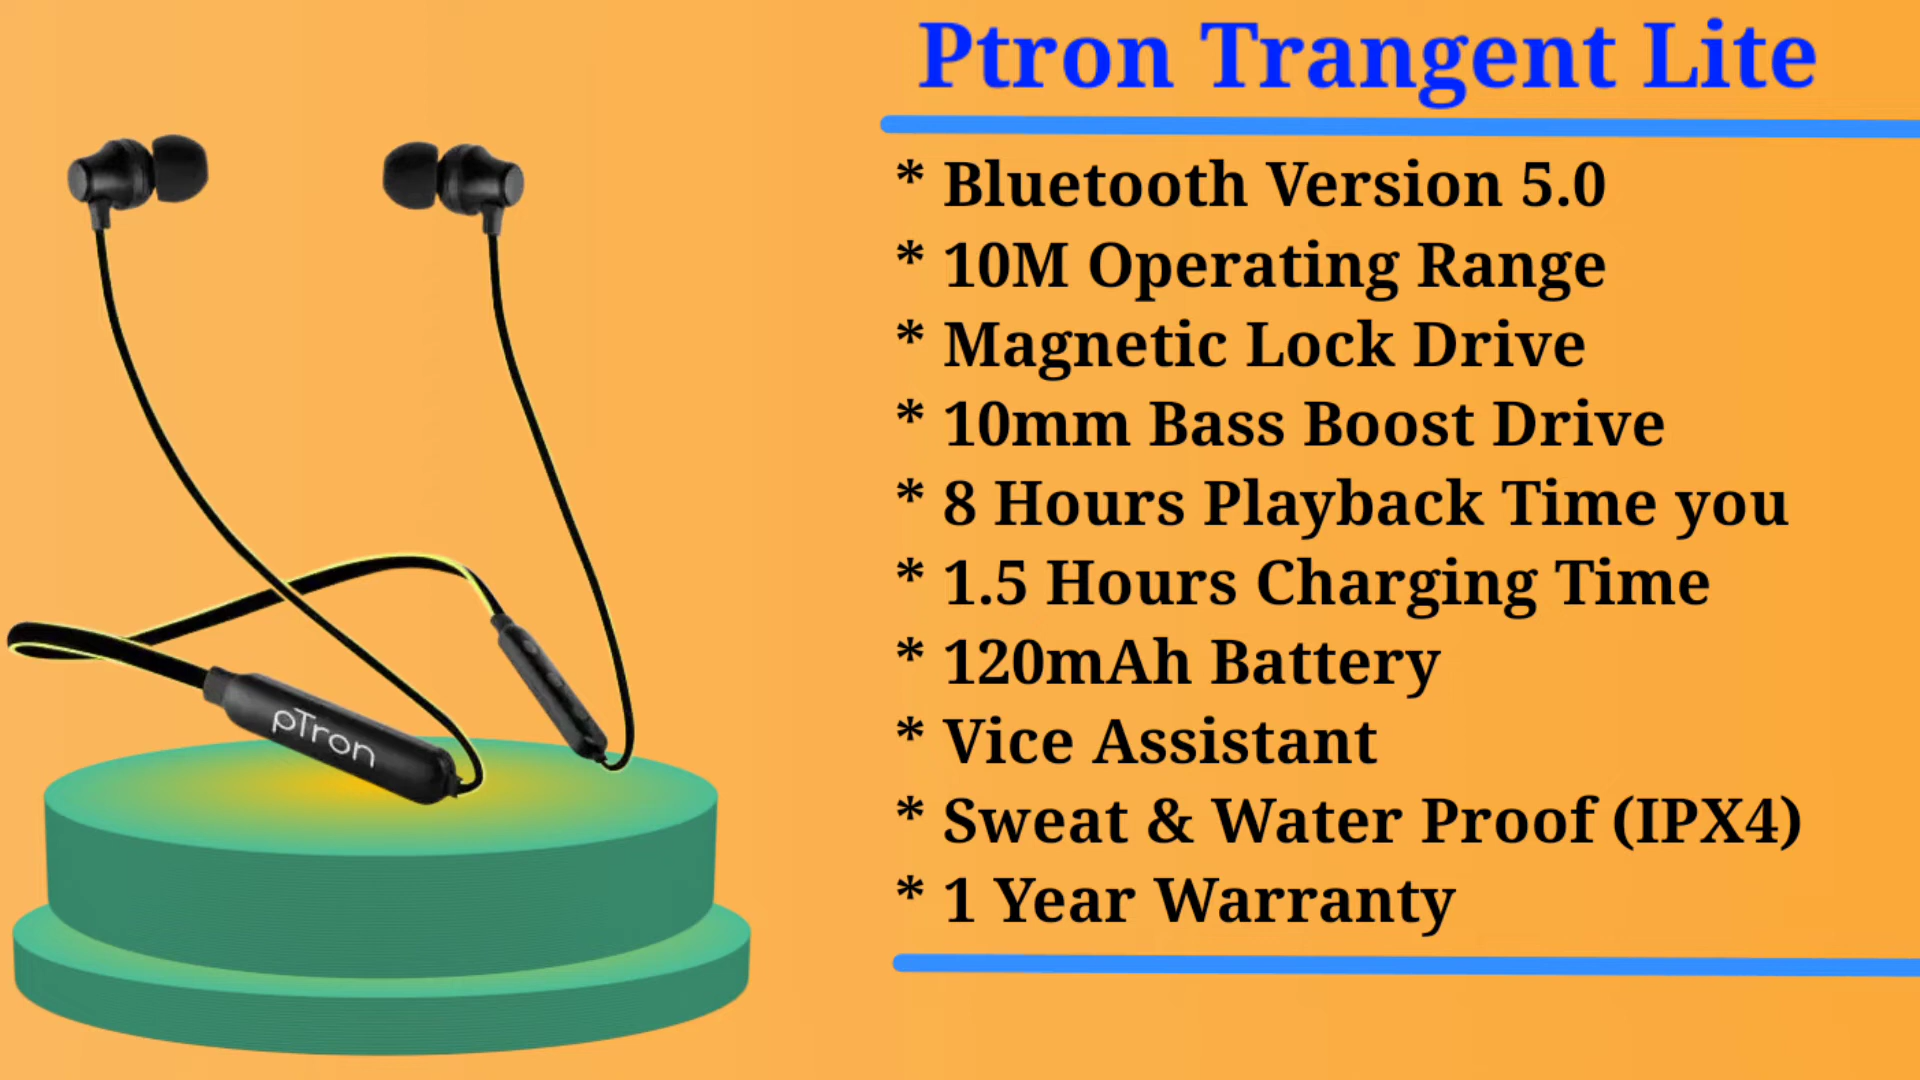 Ptron Trangent Lite
* Bluetooth Version 5.0
* 10M Operating Range
* Magnetic Lock Drive
* 10mm Bass Boost Drive
* 8 Hours Playback Time you
* 1.5 Hours Charging Time
* 120mAh Battery
* Vice Assistant
* Sweat & Water Proof (IPX4)
* 1 Year Warranty
pTron